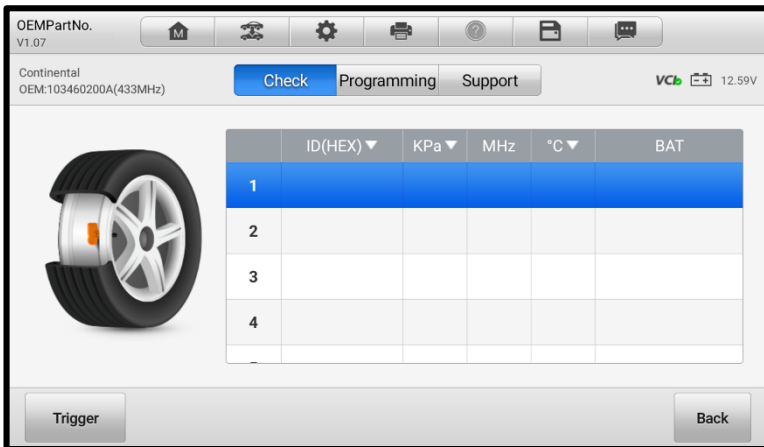 OEMPartNo.
V1.07
M
Continental
OEM:103460200A(433MHz)
Check Programming Support
VCI 12.59V
ID(HEX)▼ KPa▼ MHz °C▼ BAT
1
2
3
4
Trigger Back